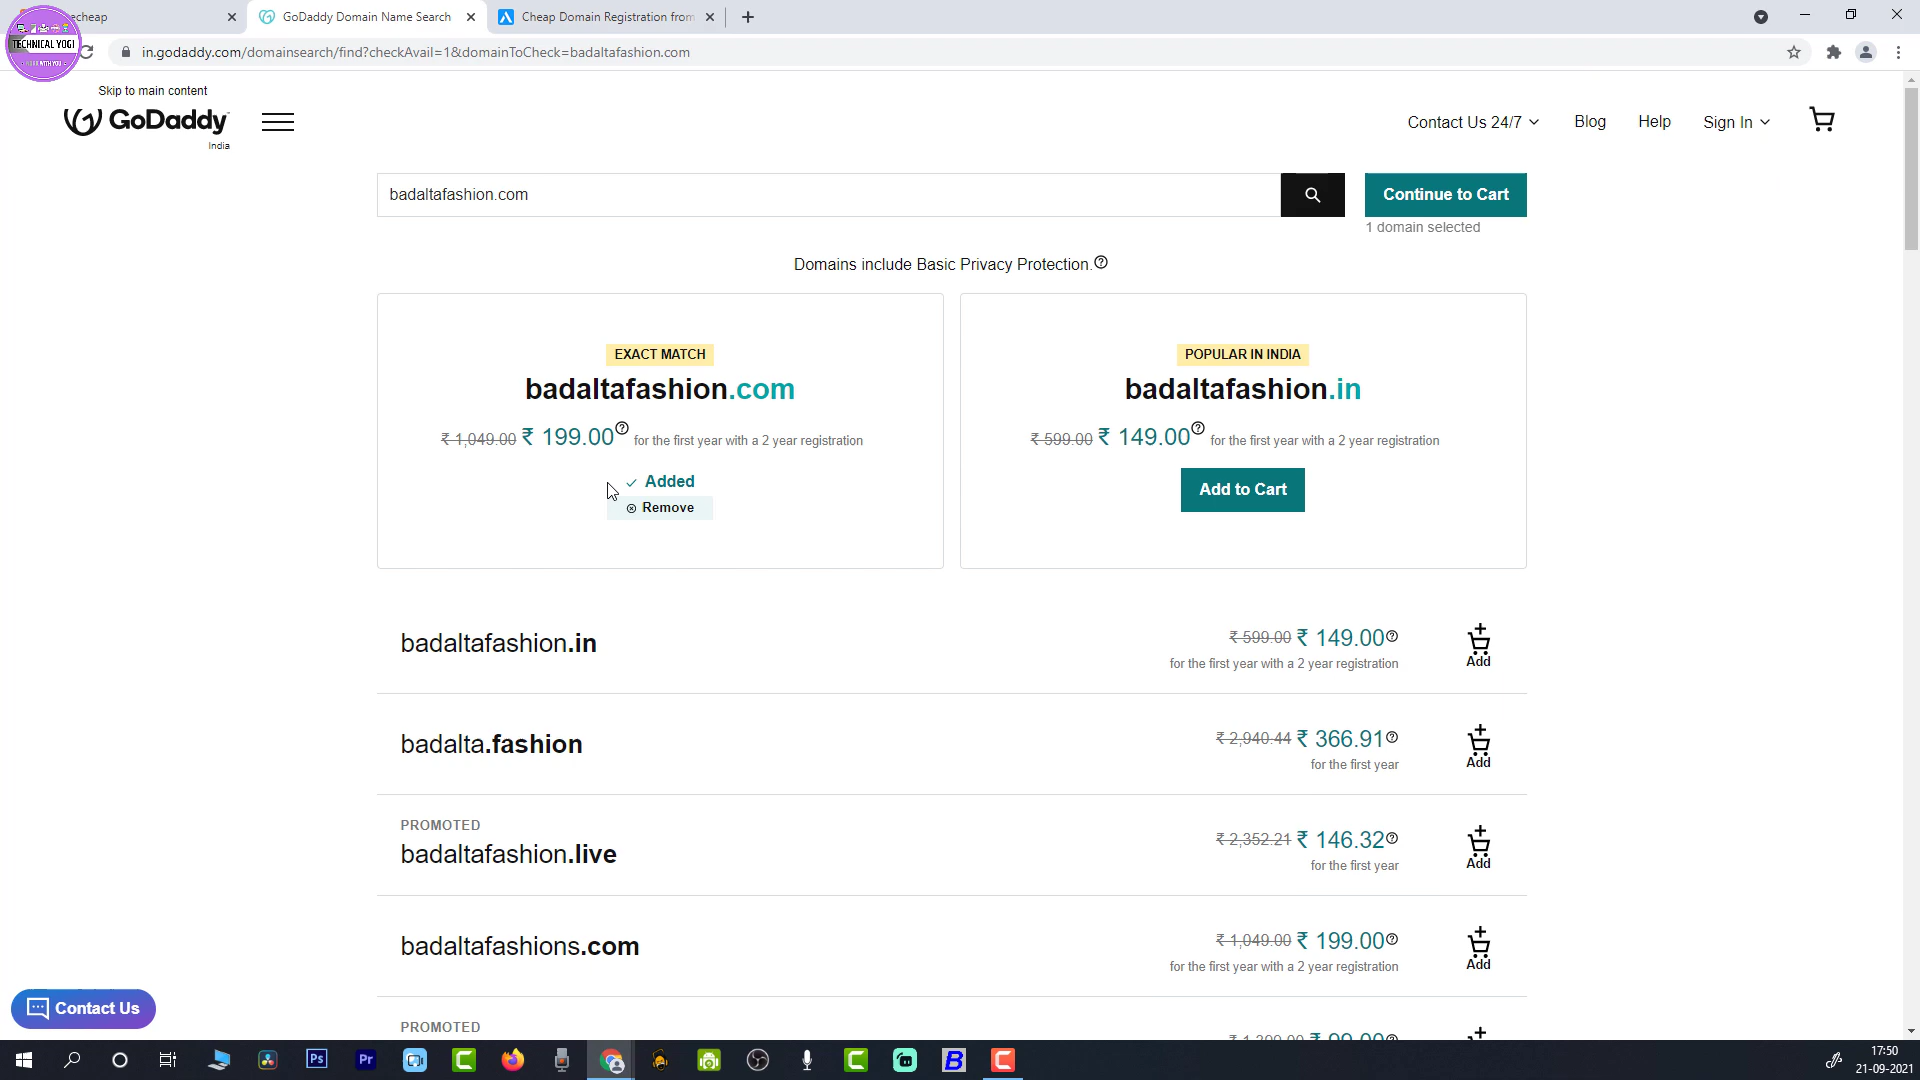 echeap
GoDaddy Domain Name Search
Cheap Domain Registration from
TECHNICAL YOGI
in.godaddy.com/domainsearch/find?checkAvail=1&domainToCheck=badaltafashion.com
Skip to main content
GoDaddy
India
Contact Us 24/7
Blog
Help
Sign In
badaltafashion.com
Continue to Cart
1 domain selected
Domains include Basic Privacy Protection.
EXACT MATCH
badaltafashion.com
₹ 1,049.00 ₹ 199.00 for the first year with a 2 year registration
Added
Remove
POPULAR IN INDIA
badaltafashion.in
₹ 599.00 ₹ 149.00 for the first year with a 2 year registration
Add to Cart
badaltafashion.in
₹ 599.00 ₹ 149.00
for the first year with a 2 year registration
Add
badalta.fashion
₹ 2,940.44 ₹ 366.91
for the first year
Add
PROMOTED
badaltafashion.live
₹ 2,352.21 ₹ 146.32
for the first year
Add
badaltafashions.com
₹ 1,049.00 ₹ 199.00
for the first year with a 2 year registration
Add
PROMOTED
Contact Us
Ps
Pr
B
17:50
21-09-2021